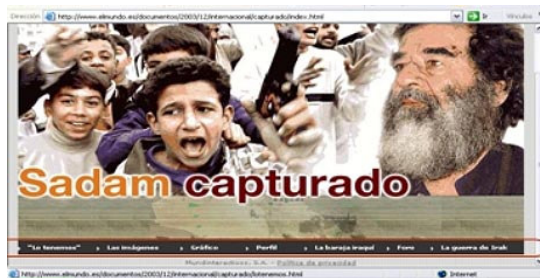 Dirección http://www.elmundo.es/documentos/2003/12/internacional/capturado/index.html Ir Vínculos
Sadam capturado
"Lo tenemos" Las imágenes Gráfico Perfil La baraja iraquí Foro La guerra de Irak
Mundinteractivos, S.A. - Política de privacidad
http://www.elmundo.es/documentos/2003/12/internacional/capturado/lotenemos.html Internet